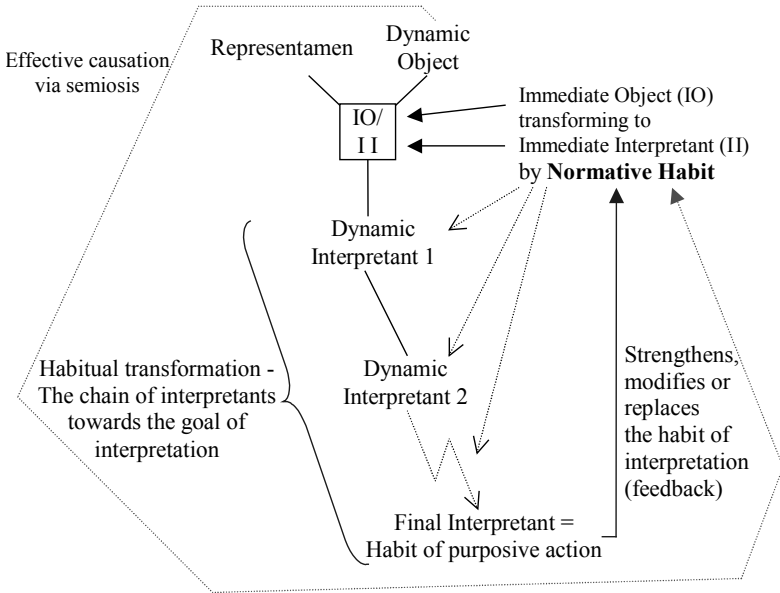 Effective causation
via semiosis
Representamen
Dynamic
Object
IO/
I I
Immediate Object (IO)
transforming to
Immediate Interpretant (II)
by Normative Habit
Dynamic
Interpretant 1
Habitual transformation -
The chain of interpretants
towards the goal of
interpretation
Dynamic
Interpretant 2
Strengthens,
modifies or
replaces
the habit of
interpretation
(feedback)
Final Interpretant =
Habit of purposive action